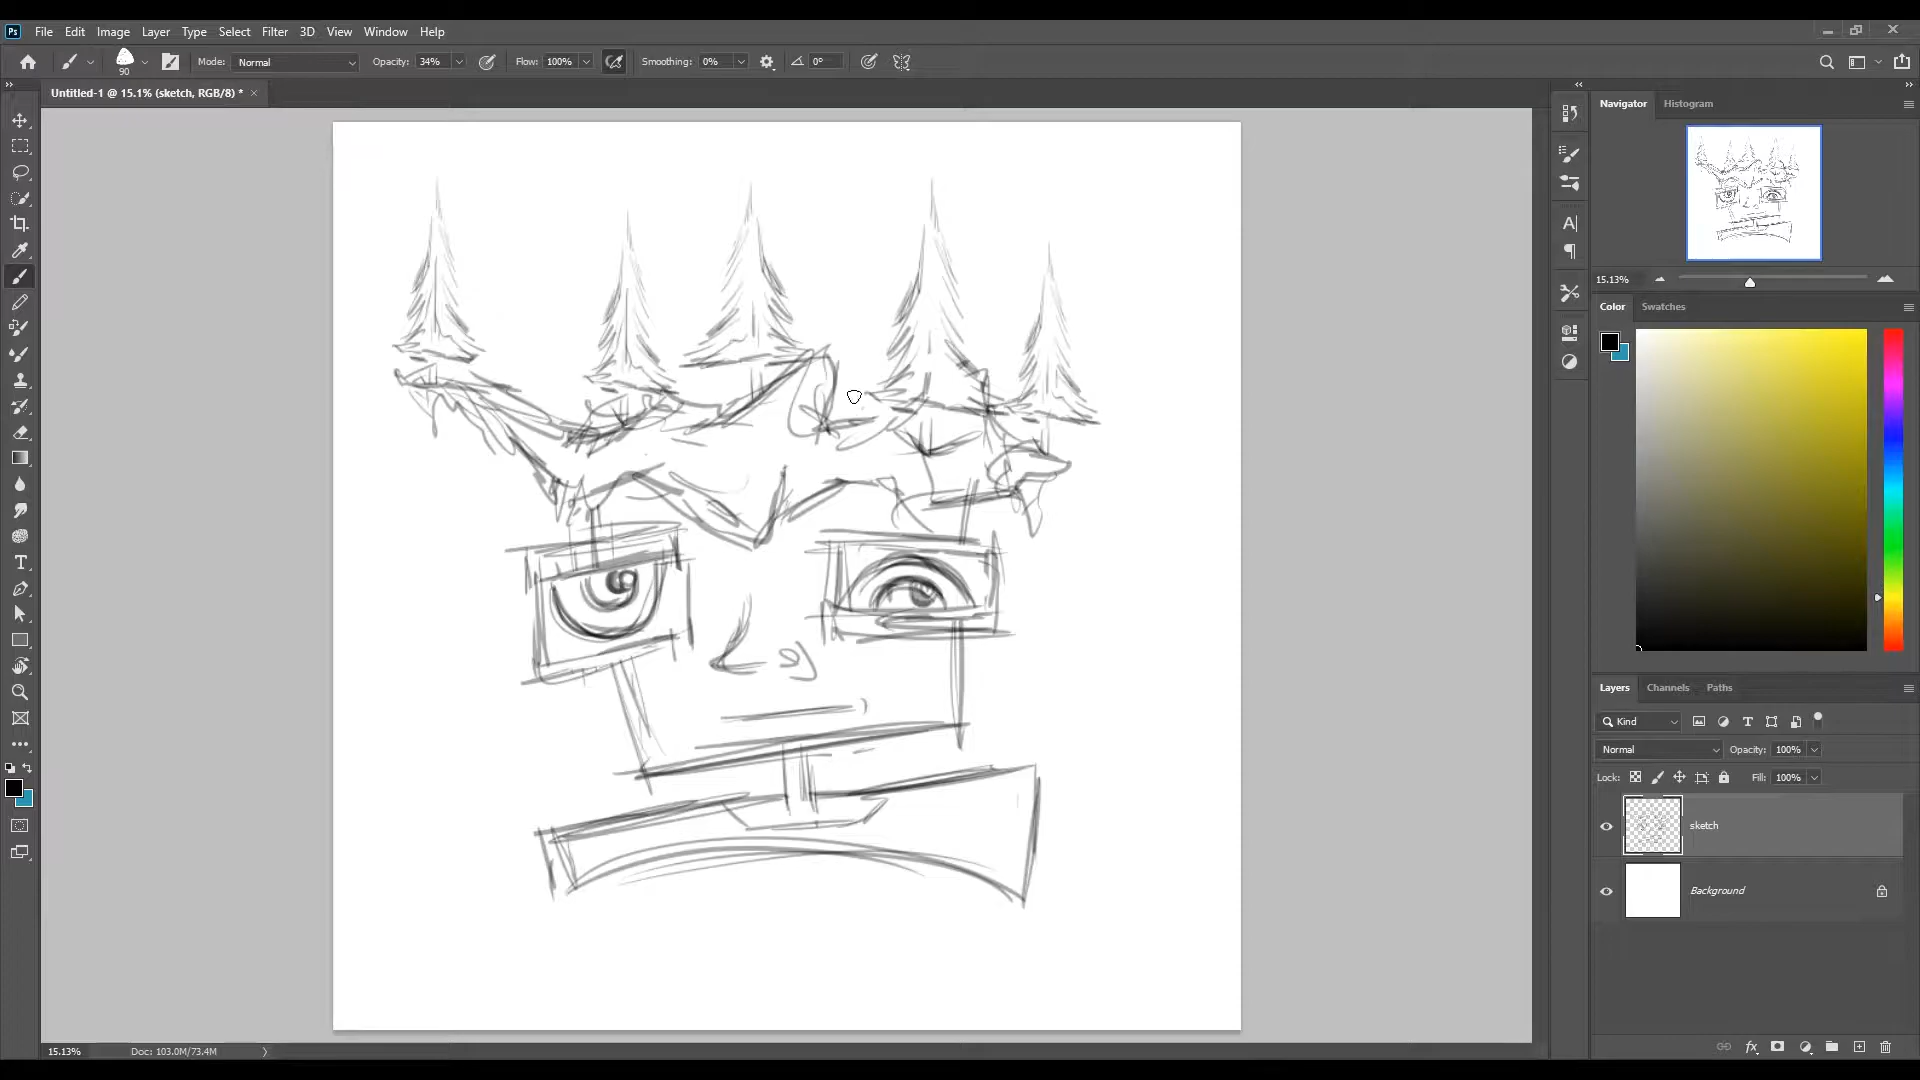 Ps File Edit Image Layer Type Select Filter 3D View Window Help
90 Mode: Normal Opacity: 34% Flow: 100% Smoothing: 0% 0°
Untitled-1 @ 15.1% (sketch, RGB/8) * ×
Navigator Histogram
15.13%
Color Swatches
Layers Channels Paths
Kind
Normal Opacity: 100%
Lock: Fill: 100%
sketch
Background
15.13% Doc: 103.0M/73.4M